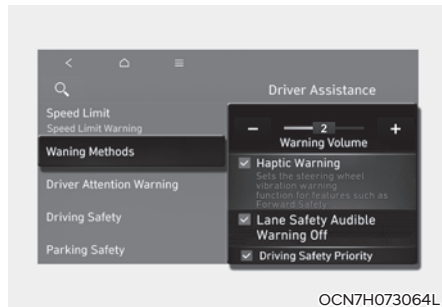 Driver Assistance
Speed Limit
Speed Limit Warning
Waning Methods
Driver Attention Warning
Driving Safety
Parking Safety
− 2 +
Warning Volume
Haptic Warning
Sets the steering wheel
vibration warning
function for features such as
Forward Safety
Lane Safety Audible
Warning Off
Driving Safety Priority
OCN7H073064L